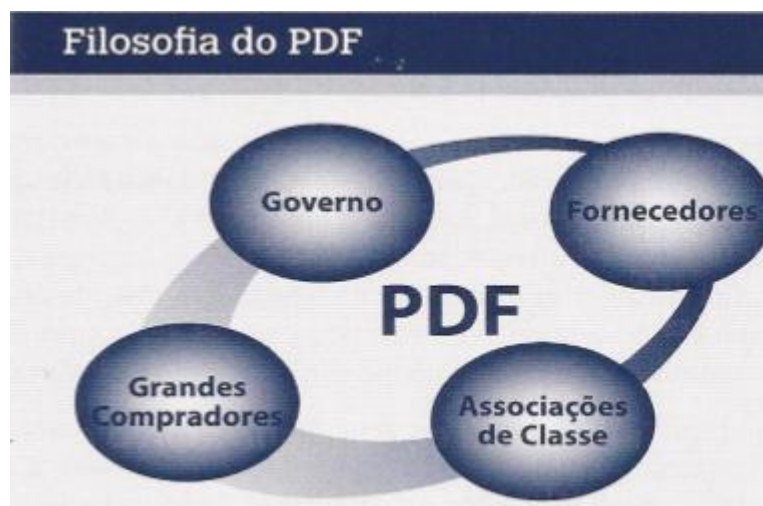 Filosofia do PDF
Governo
Fornecedores
PDF
Grandes
Compradores
Associações
de Classe